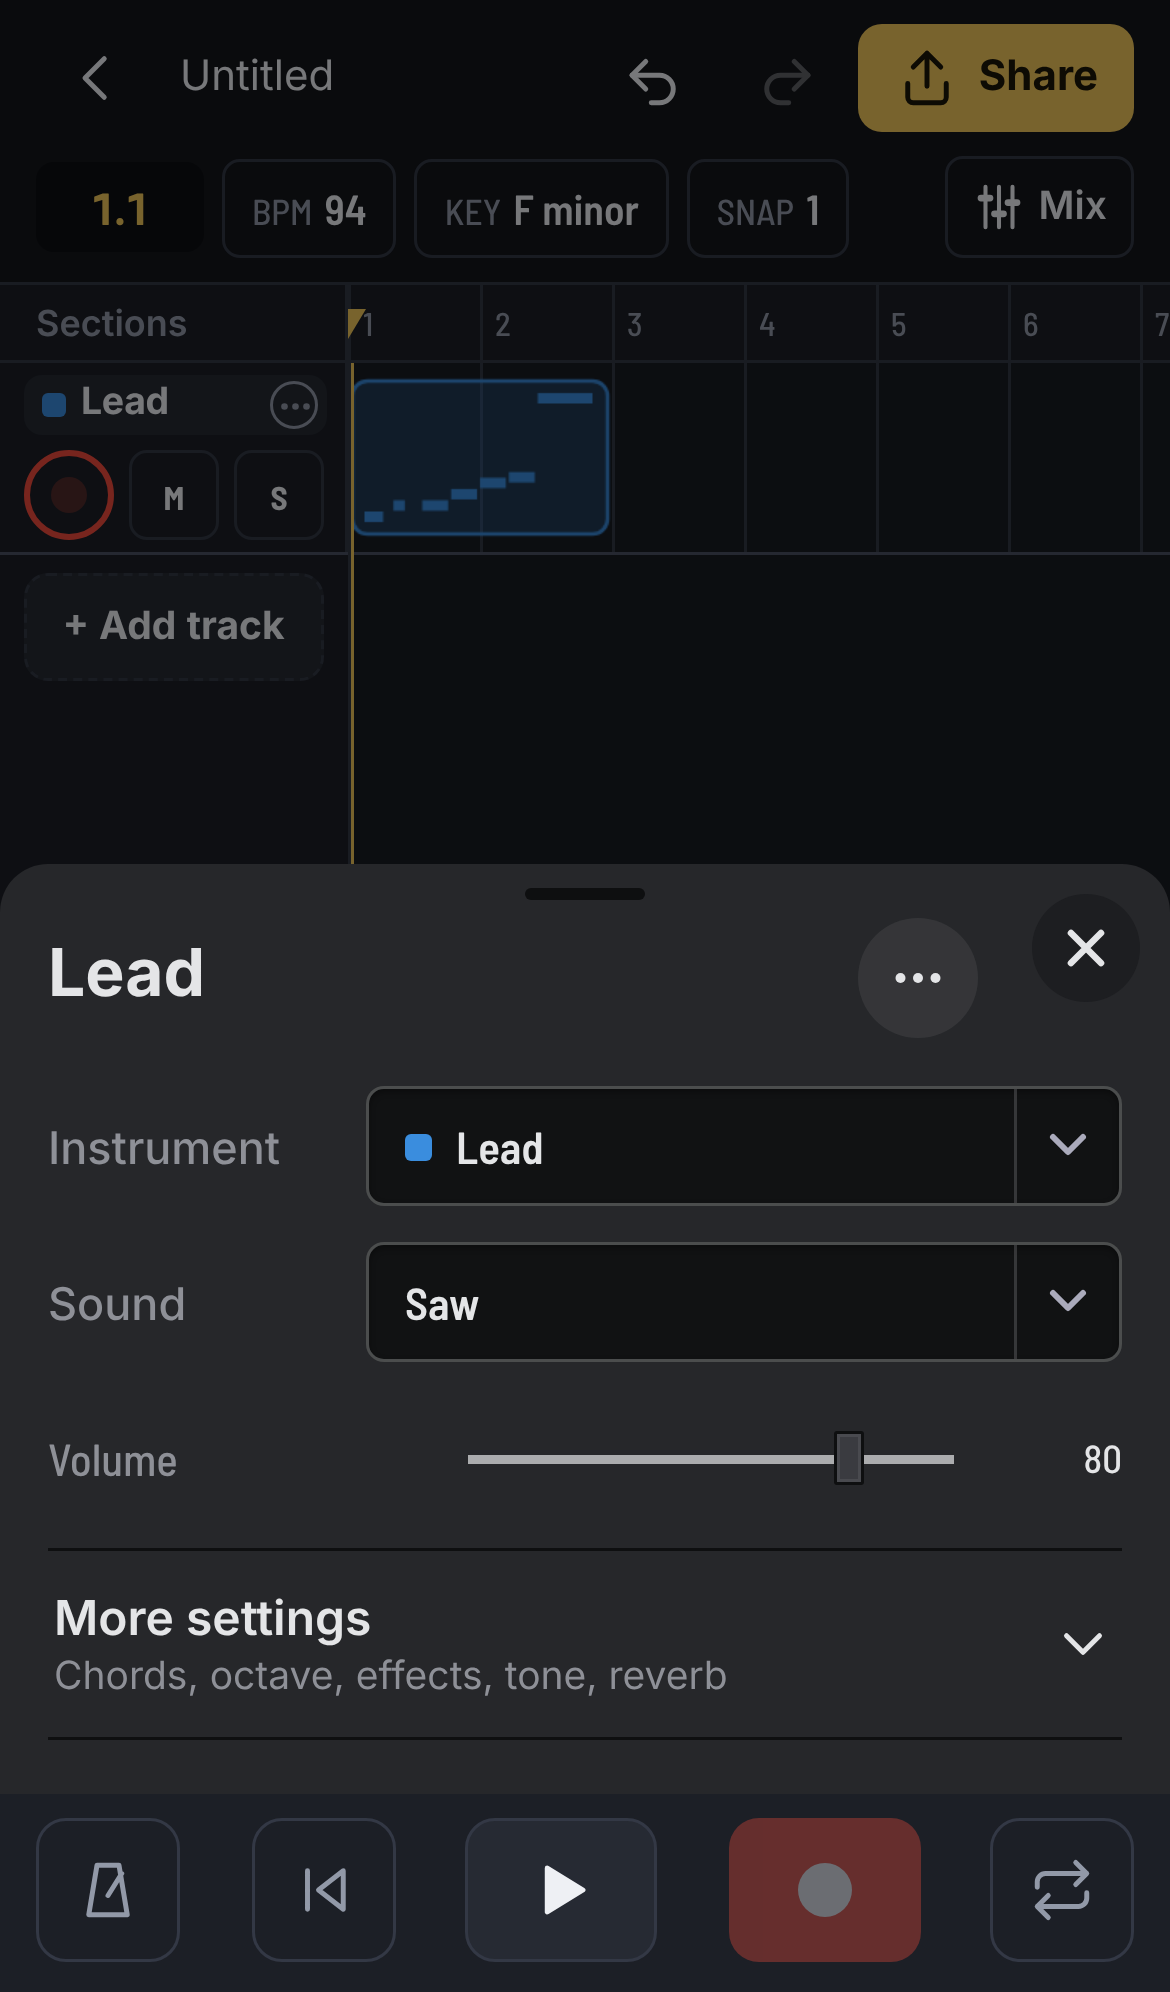 Untitled
Share
1.1
BPM 94
KEY F minor
SNAP 1
Mix
Sections
1
2
3
4
5
6
7
Lead
M
S
+ Add track
Lead
Instrument
Lead
Sound
Saw
Volume
80
More settings
Chords, octave, effects, tone, reverb